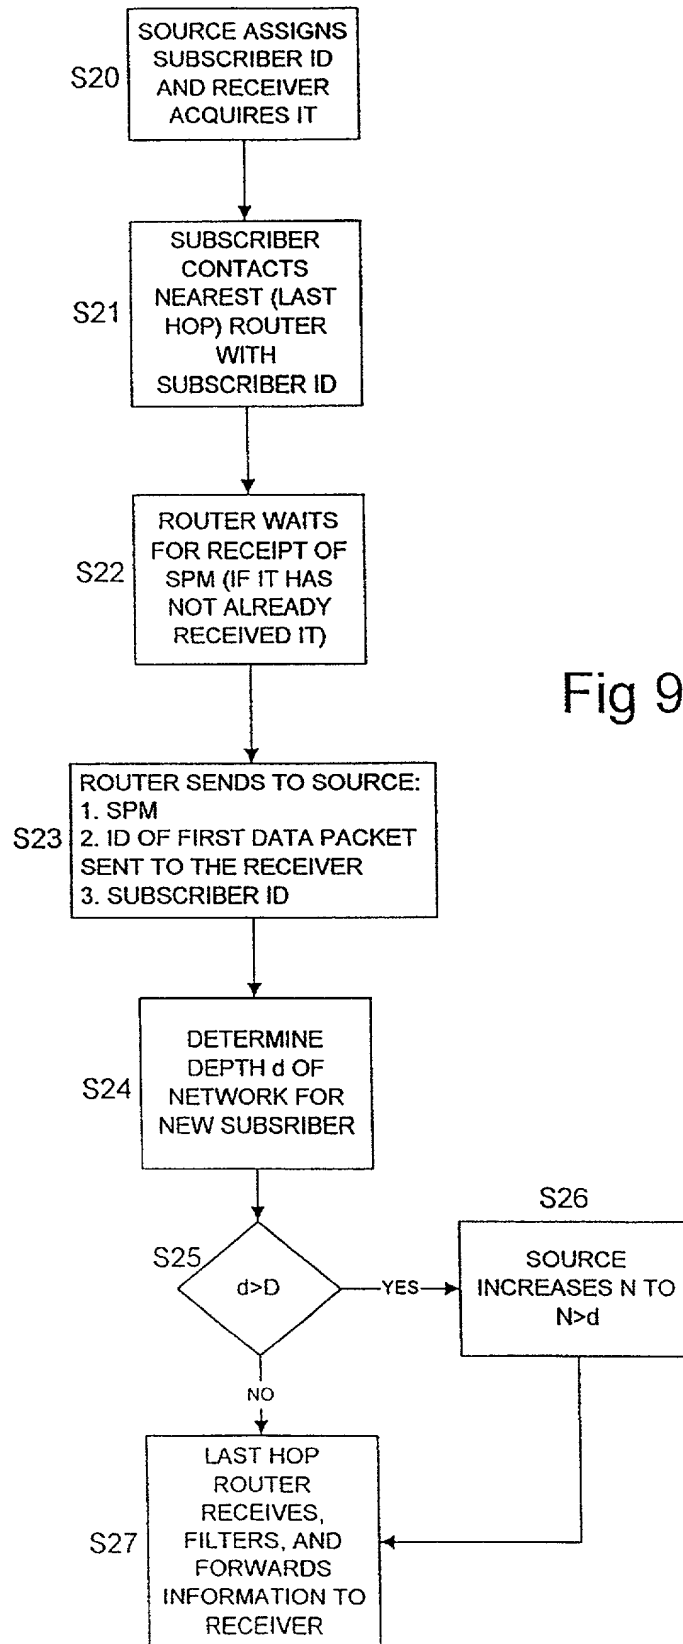 S20
SOURCE ASSIGNS
SUBSCRIBER ID
AND RECEIVER
ACQUIRES IT
S21
SUBSCRIBER
CONTACTS
NEAREST (LAST
HOP) ROUTER
WITH
SUBSCRIBER ID
S22
ROUTER WAITS
FOR RECEIPT OF
SPM (IF IT HAS
NOT ALREADY
RECEIVED IT)
Fig 9
S23
ROUTER SENDS TO SOURCE:
1. SPM
2. ID OF FIRST DATA PACKET
SENT TO THE RECEIVER
3. SUBSCRIBER ID
S24
DETERMINE
DEPTH d OF
NETWORK FOR
NEW SUBSRIBER
S25
d>D
YES
S26
SOURCE
INCREASES N TO
N>d
NO
S27
LAST HOP
ROUTER
RECEIVES,
FILTERS, AND
FORWARDS
INFORMATION TO
RECEIVER